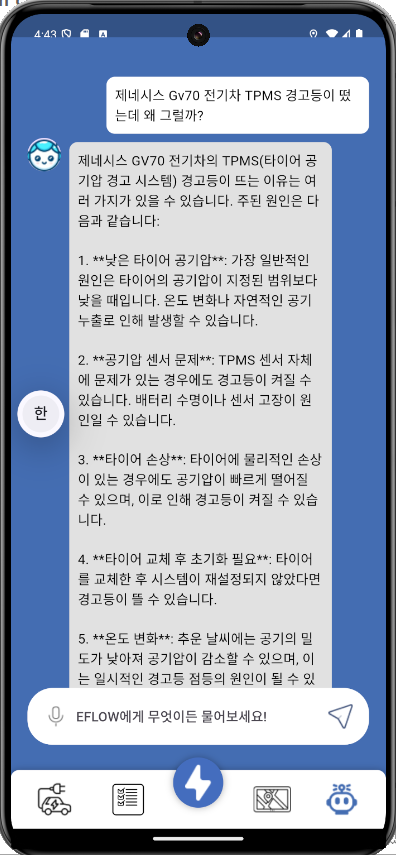 4:43
제네시스 Gv70 전기차 TPMS 경고등이 떴
는데 왜 그럴까?
제네시스 GV70 전기차의 TPMS(타이어 공
기압 경고 시스템) 경고등이 뜨는 이유는 여
러 가지가 있을 수 있습니다. 주된 원인은 다
음과 같습니다:
1. **낮은 타이어 공기압**: 가장 일반적인
원인은 타이어의 공기압이 지정된 범위보다
낮을 때입니다. 온도 변화나 자연적인 공기
누출로 인해 발생할 수 있습니다.
2. **공기압 센서 문제**: TPMS 센서 자체
에 문제가 있는 경우에도 경고등이 켜질 수
있습니다. 배터리 수명이나 센서 고장이 원
인일 수 있습니다.
한
3. **타이어 손상**: 타이어에 물리적인 손상
이 있는 경우에도 공기압이 빠르게 떨어질
수 있으며, 이로 인해 경고등이 켜질 수 있습
니다.
4. **타이어 교체 후 초기화 필요**: 타이어
를 교체한 후 시스템이 재설정되지 않았다면
경고등이 뜰 수 있습니다.
5. **온도 변화**: 추운 날씨에는 공기의 밀
도가 낮아져 공기압이 감소할 수 있으며, 이
는 일시적인 경고등 점등의 원인이 될 수 있
EFLOW에게 무엇이든 물어보세요!